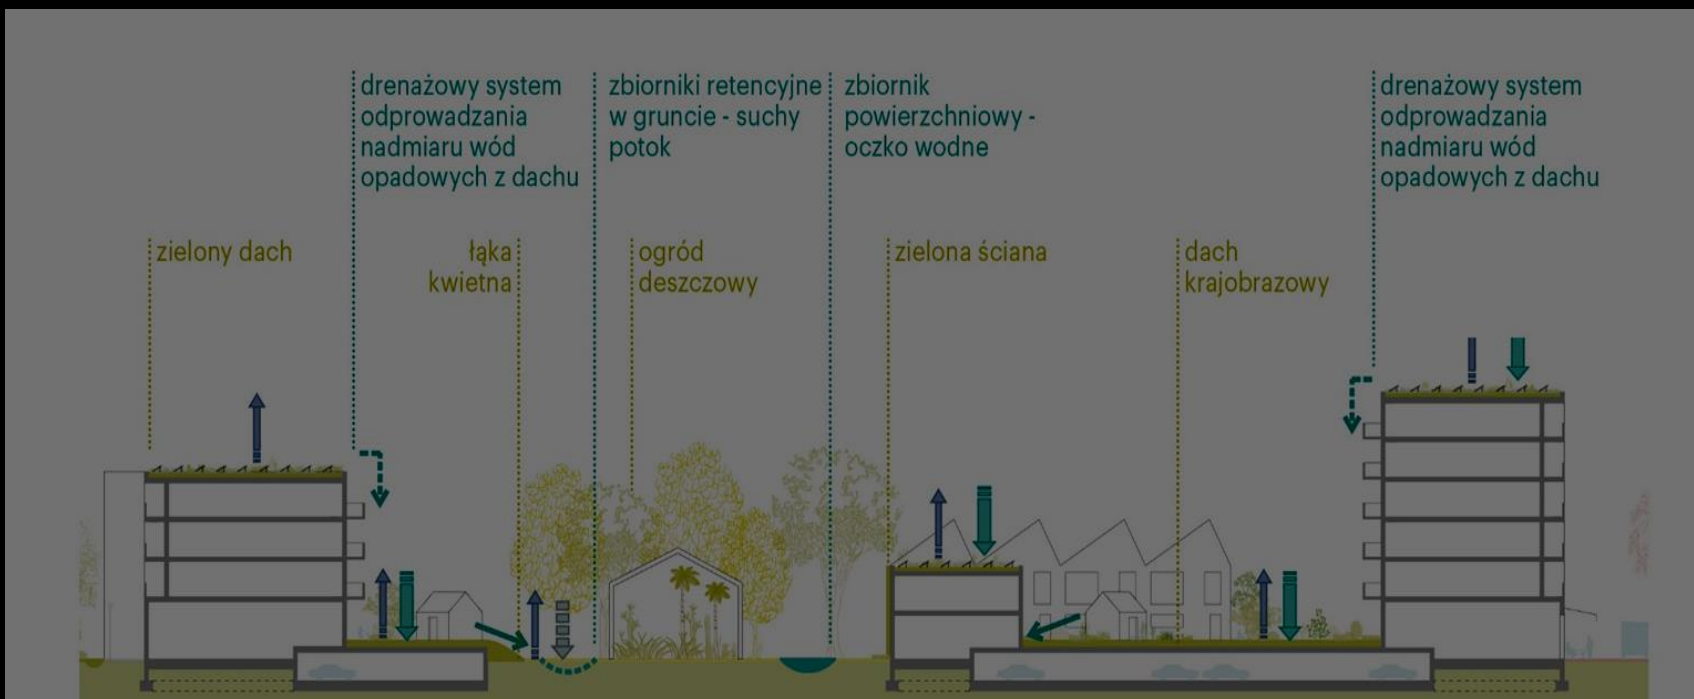 drenażowy system
odprowadzania
nadmiaru wód
opadowych z dachu
zbiorniki retencyjne
w gruncie - suchy
potok
zbiornik
powierzchniowy -
oczko wodne
drenażowy system
odprowadzania
nadmiaru wód
opadowych z dachu
zielony dach
łąka
kwietna
ogród
deszczowy
zielona ściana
dach
krajobrazowy